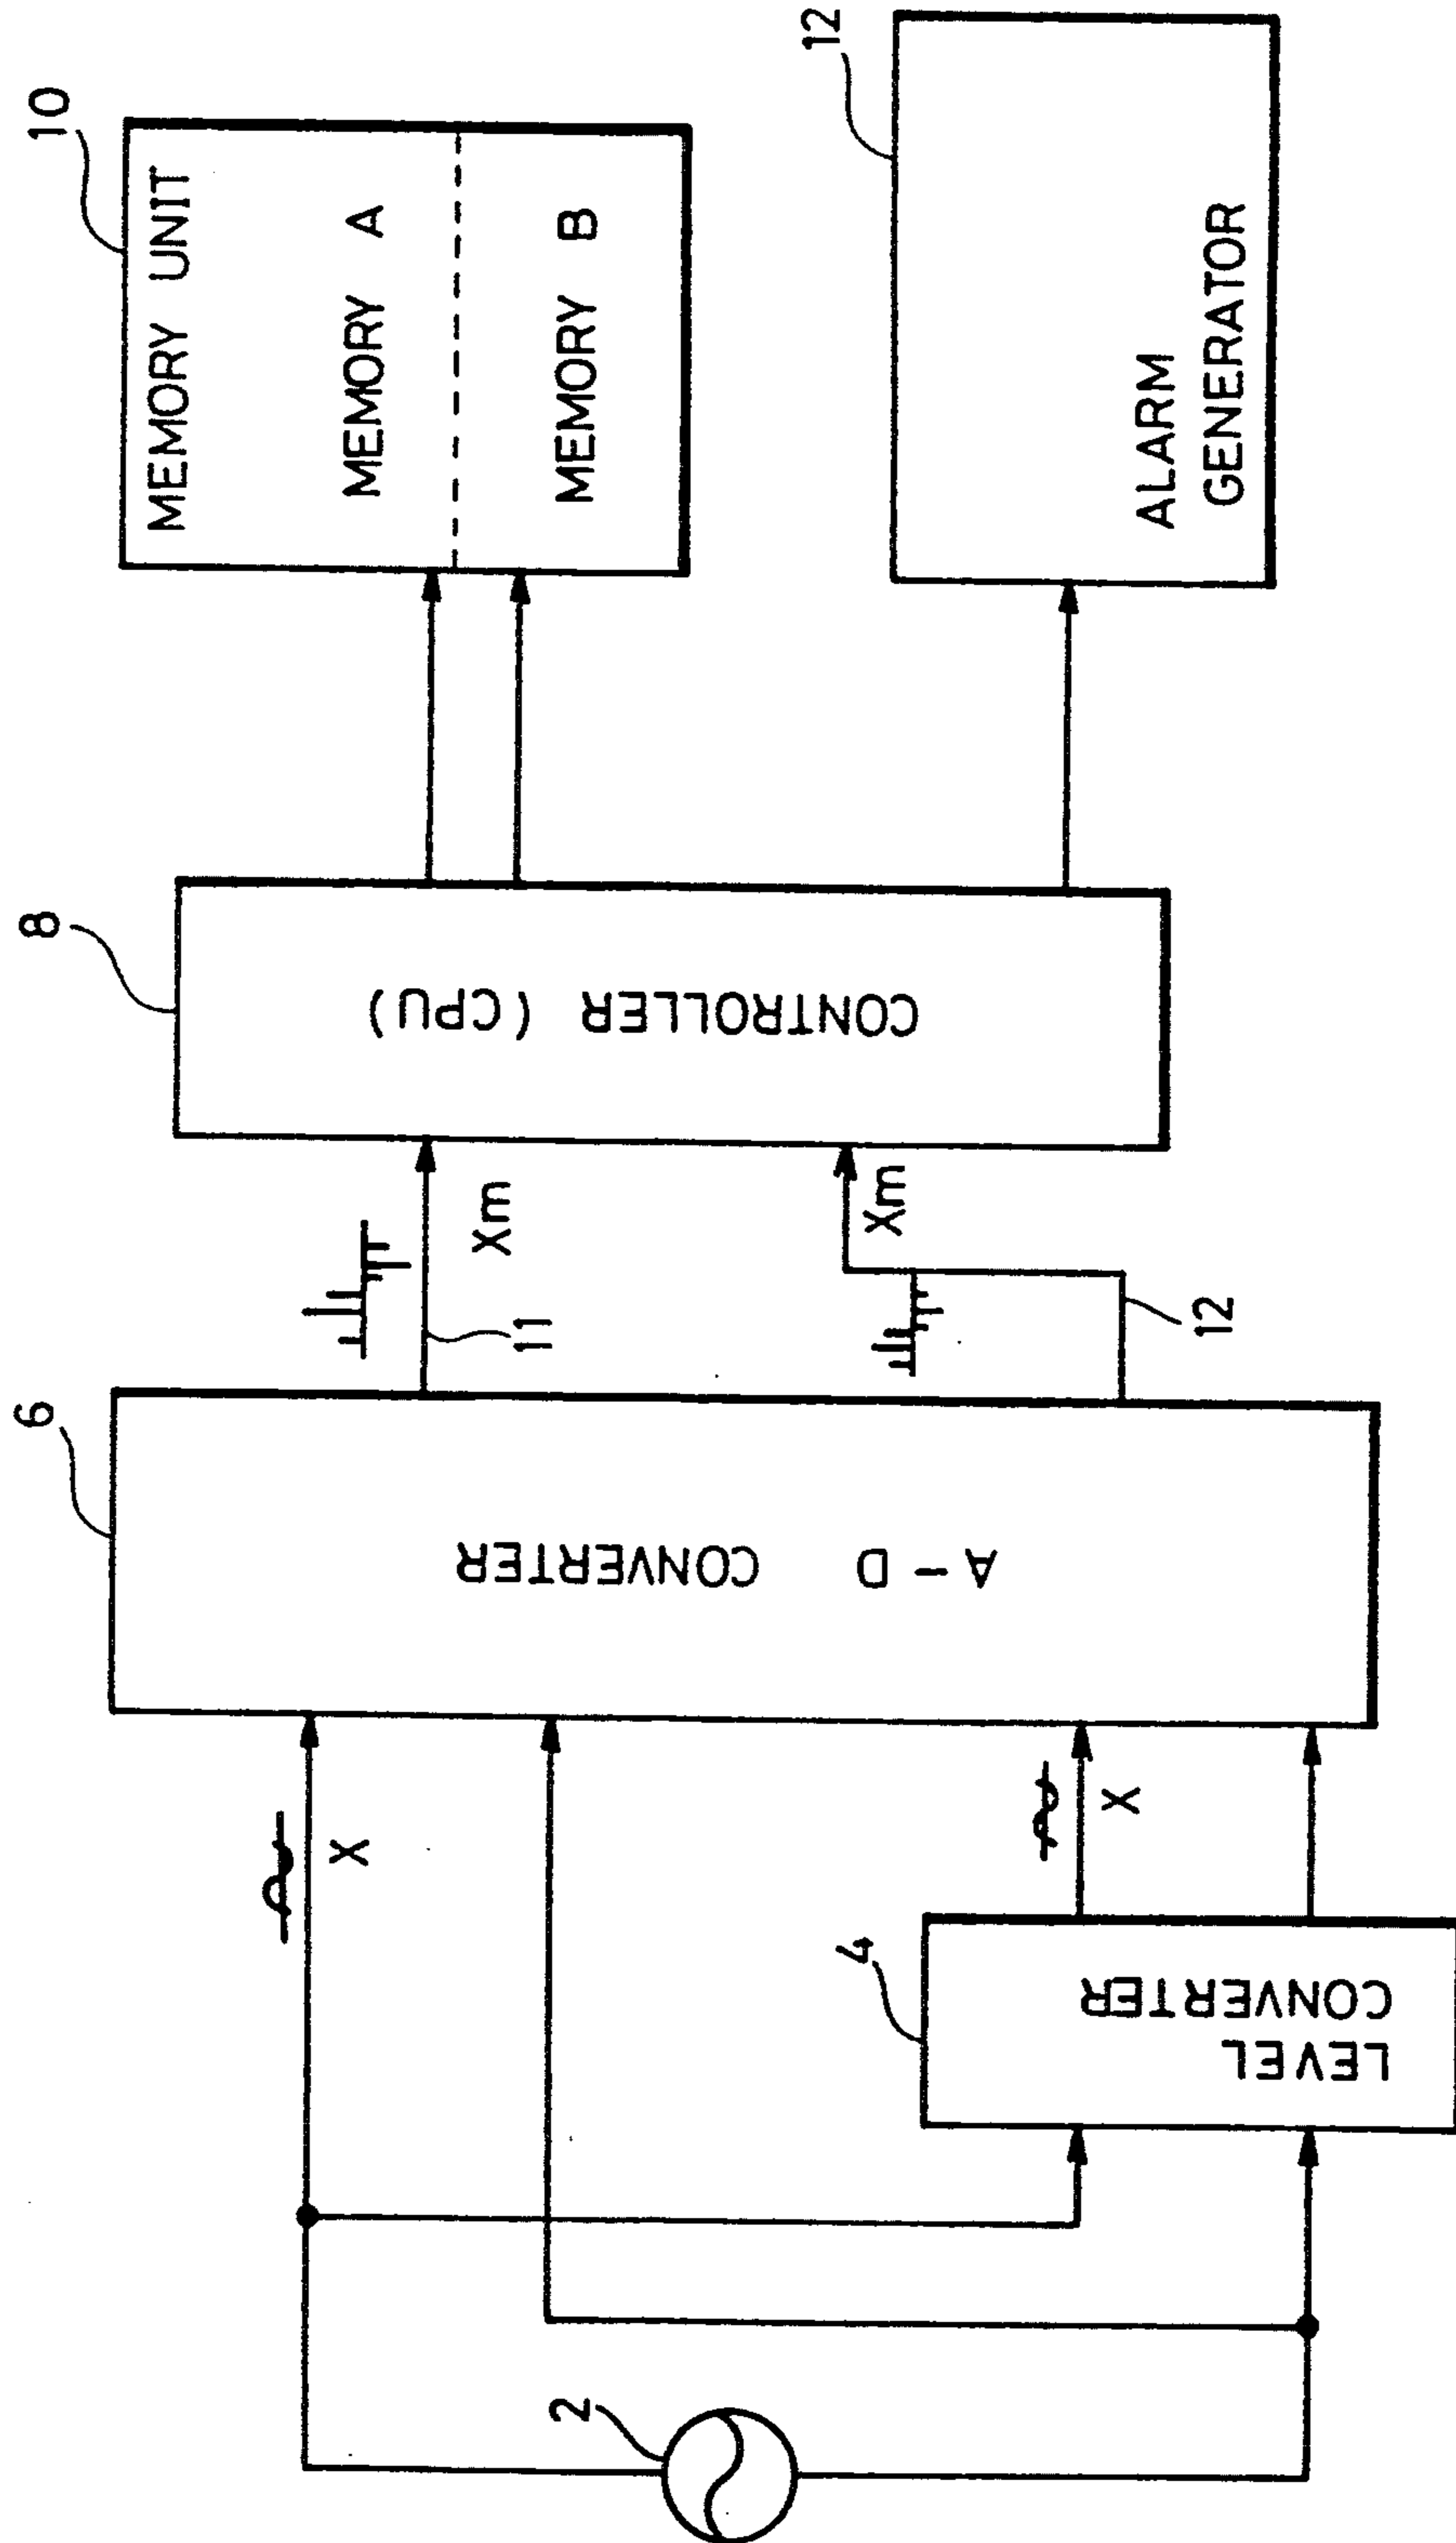 2
X
LEVEL
CONVERTER
4
X
6
A-D CONVERTER
11
Xm
12
Xm
8
CONTROLLER (CPU)
10
MEMORY UNIT
MEMORY A
MEMORY B
12
ALARM
GENERATOR